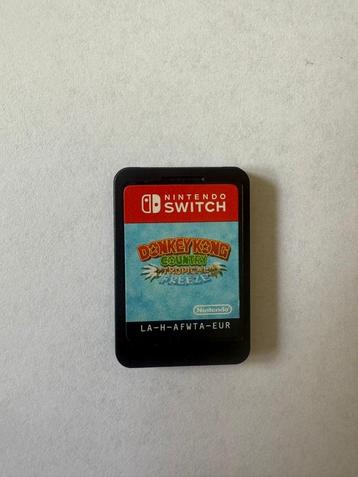 NINTENDO
SWITCH
DONKEY KONG
COUNTRY
TROPICAL
FREEZE
Nintendo
LA-H-AFWTA-EUR